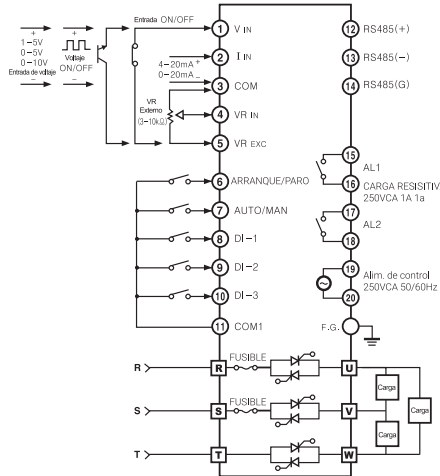 Entrada ON/OFF
+
1-5V
0-5V
0-10V
Entrada de voltaje
-
+
Voltaje
ON/OFF
-
1 V IN
2 I IN
4-20mA +
0-20mA -
3 COM
VR
Externo
(3-10kΩ)
4 VR IN
5 VR EXC
6 ARRANQUE/PARO
7 AUTO/MAN
8 DI-1
9 DI-2
10 DI-3
11 COM1
12 RS485(+)
13 RS485(-)
14 RS485(G)
15
AL1
16 CARGA RESISITIV
250VCA 1A 1a
17
AL2
18
19 Alim. de control
250VCA 50/60Hz
20
F.G.
R R FUSIBLE U
S S FUSIBLE V
T T W
Carga
Carga
Carga